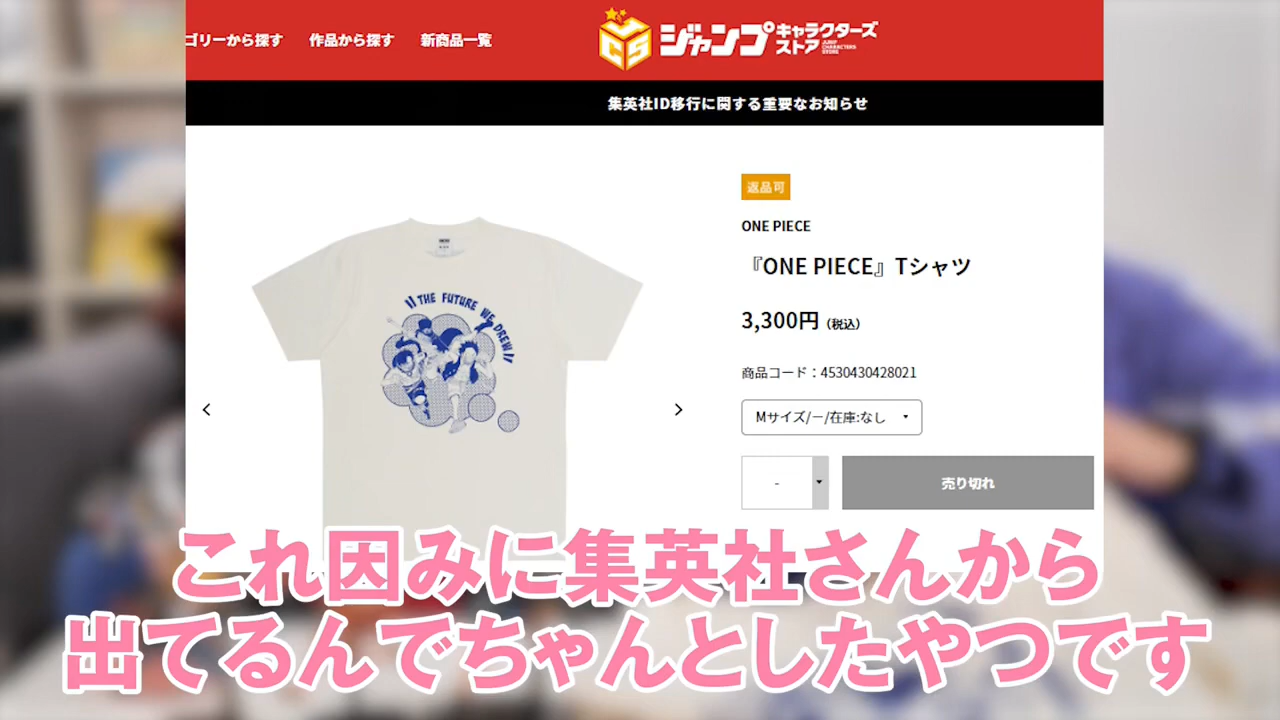 ゴリーから探す 作品から探す 新商品一覧
JCS ジャンプキャラクターズストア JUMP CHARACTERS STORE
集英社ID移行に関する重要なお知らせ
返品可
ONE PIECE
『ONE PIECE』Tシャツ
THE FUTURE WE DREW
3,300円（税込）
商品コード：4530430428021
Mサイズ/ー/在庫:なし
-
売り切れ
これ因みに集英社さんから
出てるんでちゃんとしたやつです